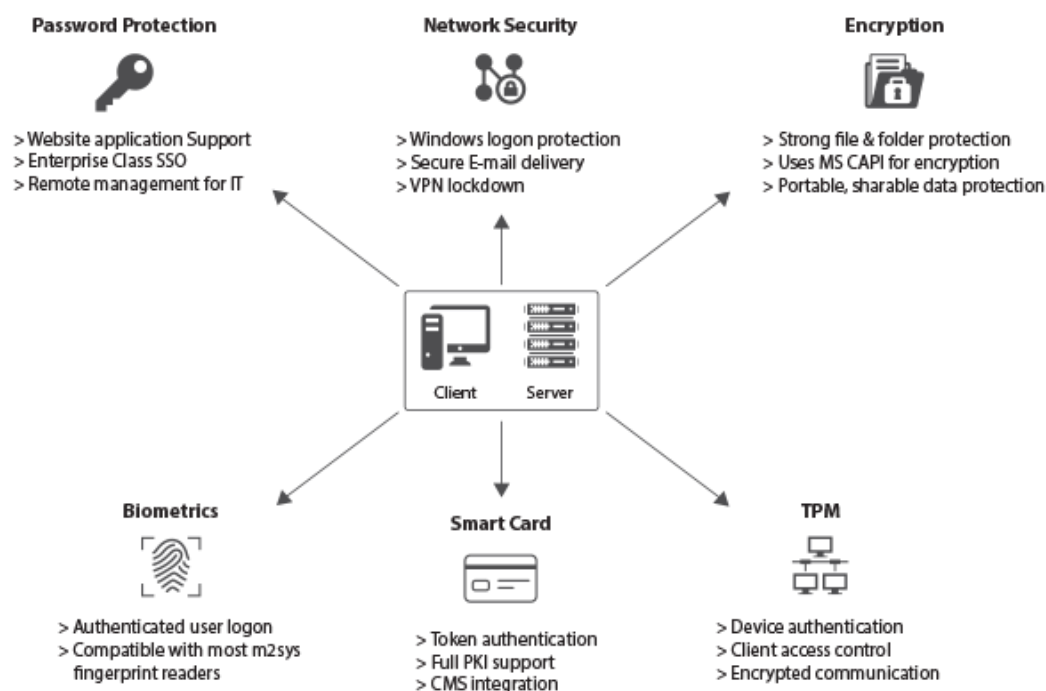 Password Protection
> Website application Support
> Enterprise Class SSO
> Remote management for IT
Network Security
> Windows logon protection
> Secure E-mail delivery
> VPN lockdown
Encryption
> Strong file & folder protection
> Uses MS CAPI for encryption
> Portable, sharable data protection
Client
Server
Biometrics
> Authenticated user logon
> Compatible with most m2sys
fingerprint readers
Smart Card
> Token authentication
> Full PKI support
> CMS integration
TPM
> Device authentication
> Client access control
> Encrypted communication